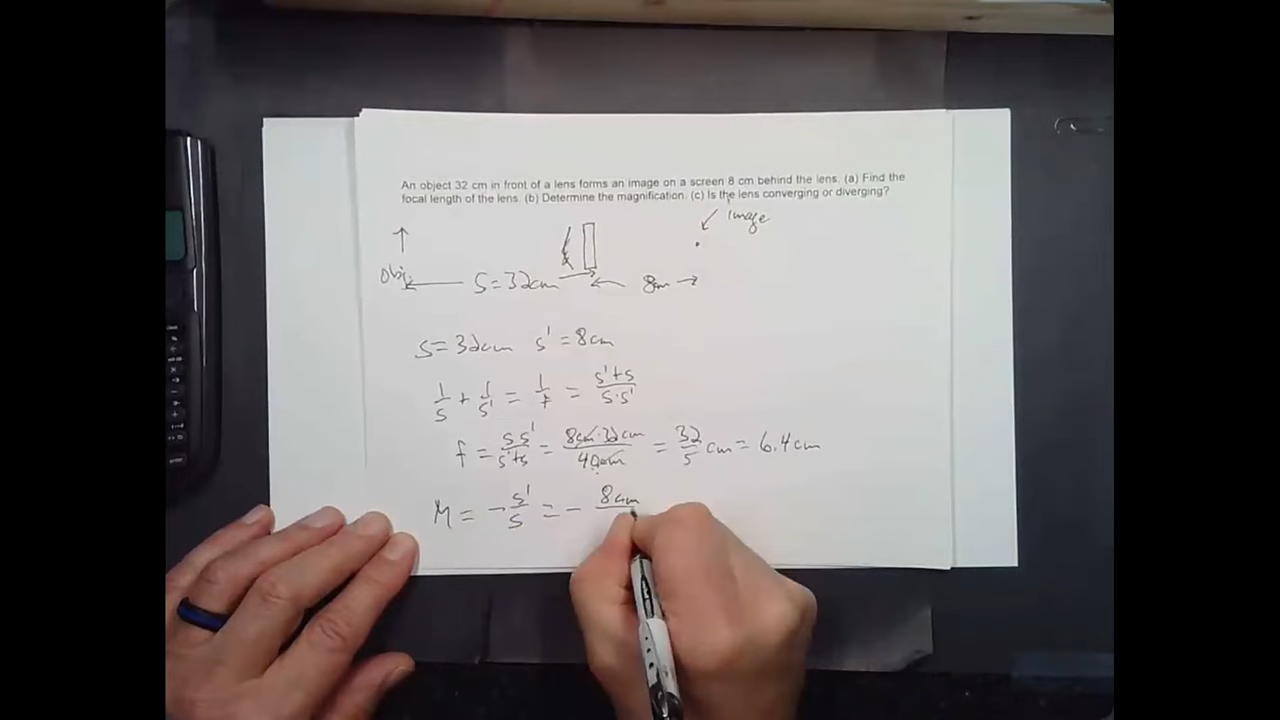 An object 32 cm in front of a lens forms an image on a screen 8 cm behind the lens. (a) Find the
focal length of the lens. (b) Determine the magnification. (c) Is the lens converging or diverging?
Image
Obj.
S=32cm
8cm
S=32cm s'=8cm
1/s + 1/s' = 1/f = (s'+s)/(s·s')
f = ss'/(s'+s) = (8cm·32cm)/(40cm) = 32/5 cm = 6.4cm
M = -s'/s = - 8cm